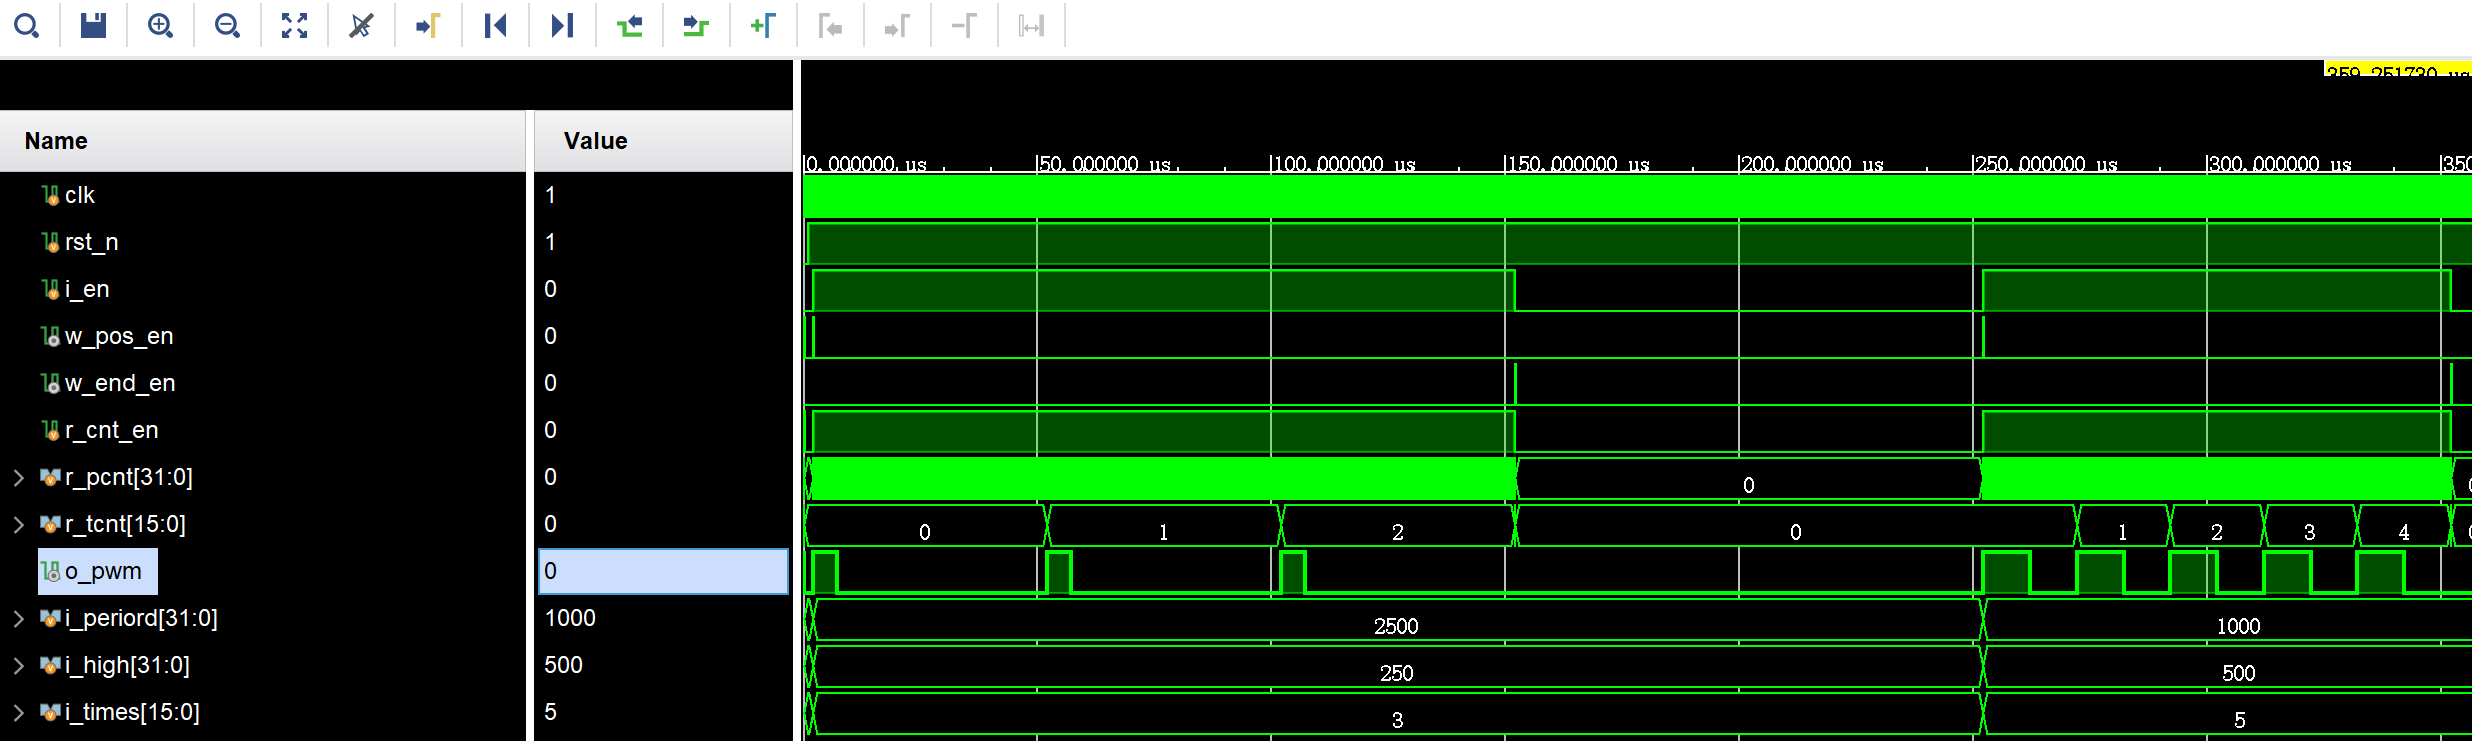 359.251730 us
Name Value
0.000000 us 50.000000 us 100.000000 us 150.000000 us 200.000000 us 250.000000 us 300.000000 us 350
clk 1
rst_n 1
i_en 0
w_pos_en 0
w_end_en 0
r_cnt_en 0
r_pcnt[31:0] 0 0
r_tcnt[15:0] 0 0 1 2 0 1 2 3 4
o_pwm 0
i_periord[31:0] 1000 2500 1000
i_high[31:0] 500 250 500
i_times[15:0] 5 3 5